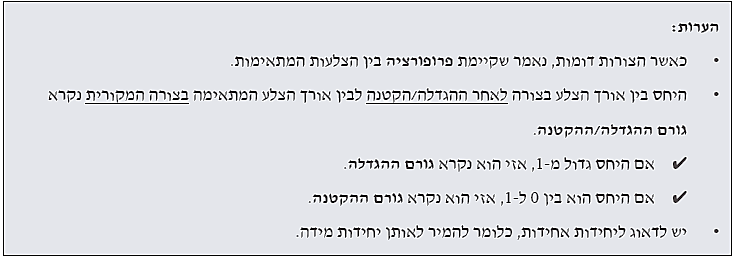 הערות:
• כאשר הצורות דומות, נאמר שקיימת פרופורציה בין הצלעות המתאימות.
• היחס בין אורך הצלע בצורה לאחר ההגדלה/הקטנה לבין אורך הצלע המתאימה בצורה המקורית נקרא
גורם ההגדלה/ההקטנה.
✔ אם היחס גדול מ-1, אזי הוא נקרא גורם ההגדלה.
✔ אם היחס הוא בין 0 ל-1, אזי הוא נקרא גורם ההקטנה.
• יש לדאוג ליחידות אחידות, כלומר להמיר לאותן יחידות מידה.